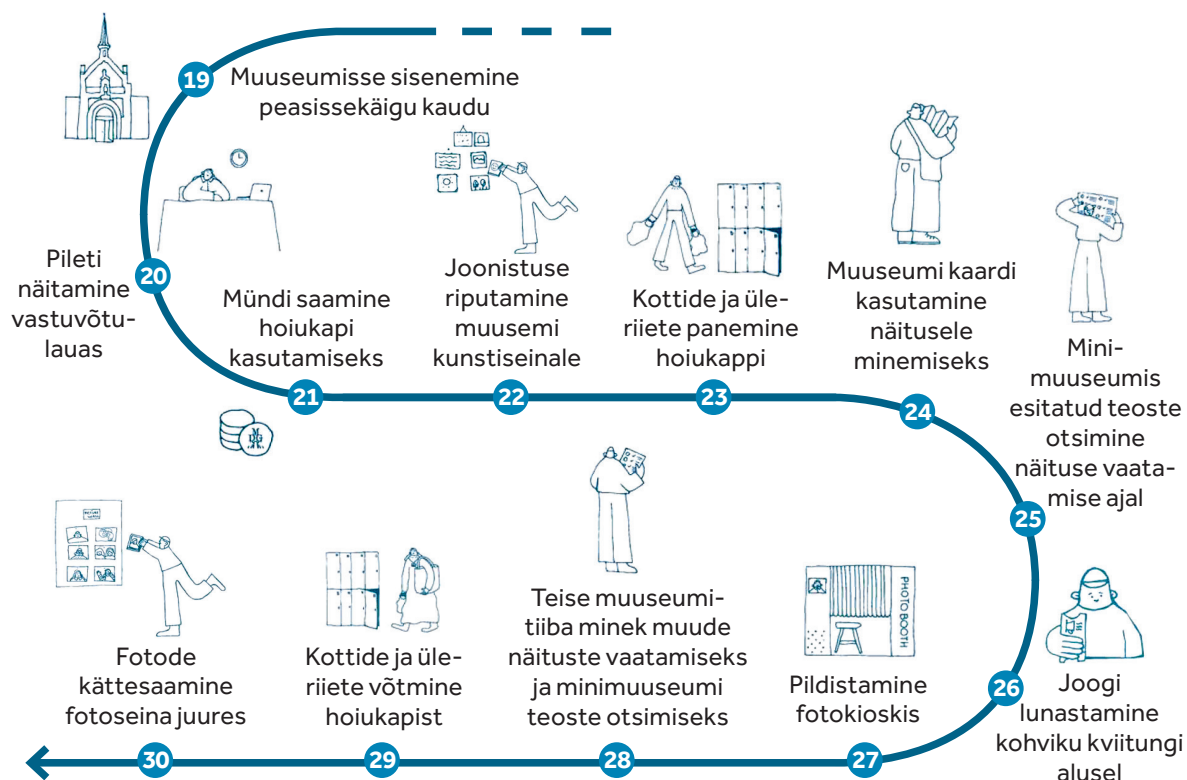 19
Muuseumisse sisenemine
peasissekäigu kaudu
20
Pileti
näitamine
vastuvõtu-
lauas
21
Mündi saamine
hoiukapi
kasutamiseks
22
Joonistuse
riputamine
muusemi
kunstiseinale
23
Kottide ja üle-
riiete panemine
hoiukappi
24
Muuseumi kaardi
kasutamine
näitusele
minemiseks
25
Mini-
muuseumis
esitatud teoste
otsimine
näituse vaata-
mise ajal
26
Joogi
lunastamine
kohviku kviitungi
alusel
27
PHOTO BOOTH
Pildistamine
fotokioskis
28
Teise muuseumi-
tiiba minek muude
näituste vaatamiseks
ja minimuuseumi
teoste otsimiseks
29
Kottide ja üle-
riiete võtmine
hoiukapist
30
Fotode
kättesaamine
fotoseina juures